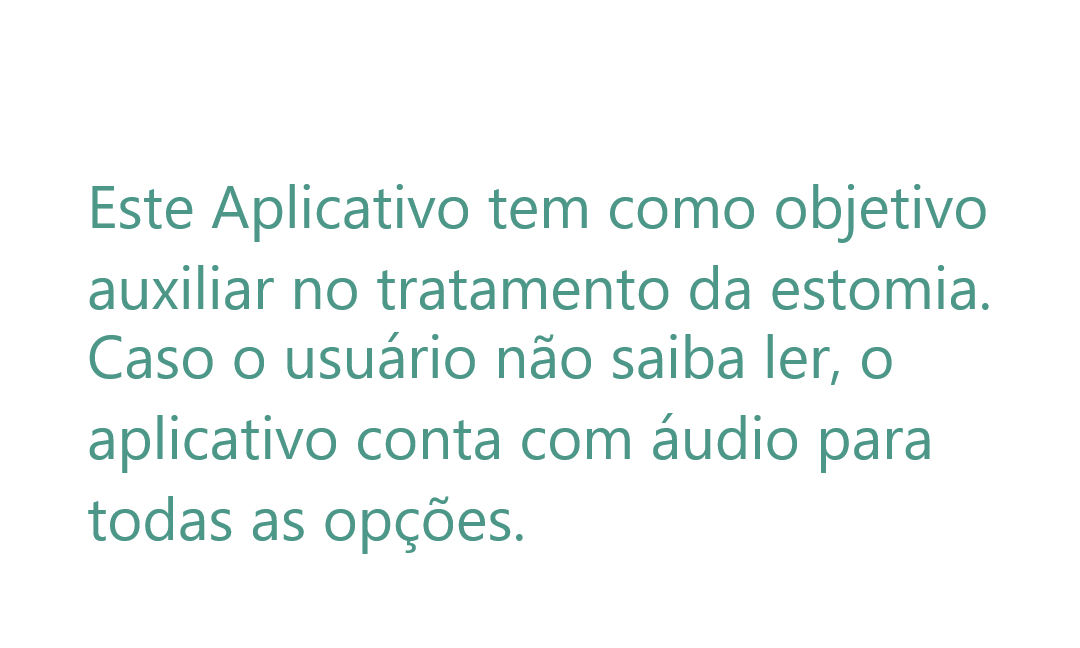 Este Aplicativo tem como objetivo
auxiliar no tratamento da estomia.
Caso o usuário não saiba ler, o
aplicativo conta com áudio para
todas as opções.